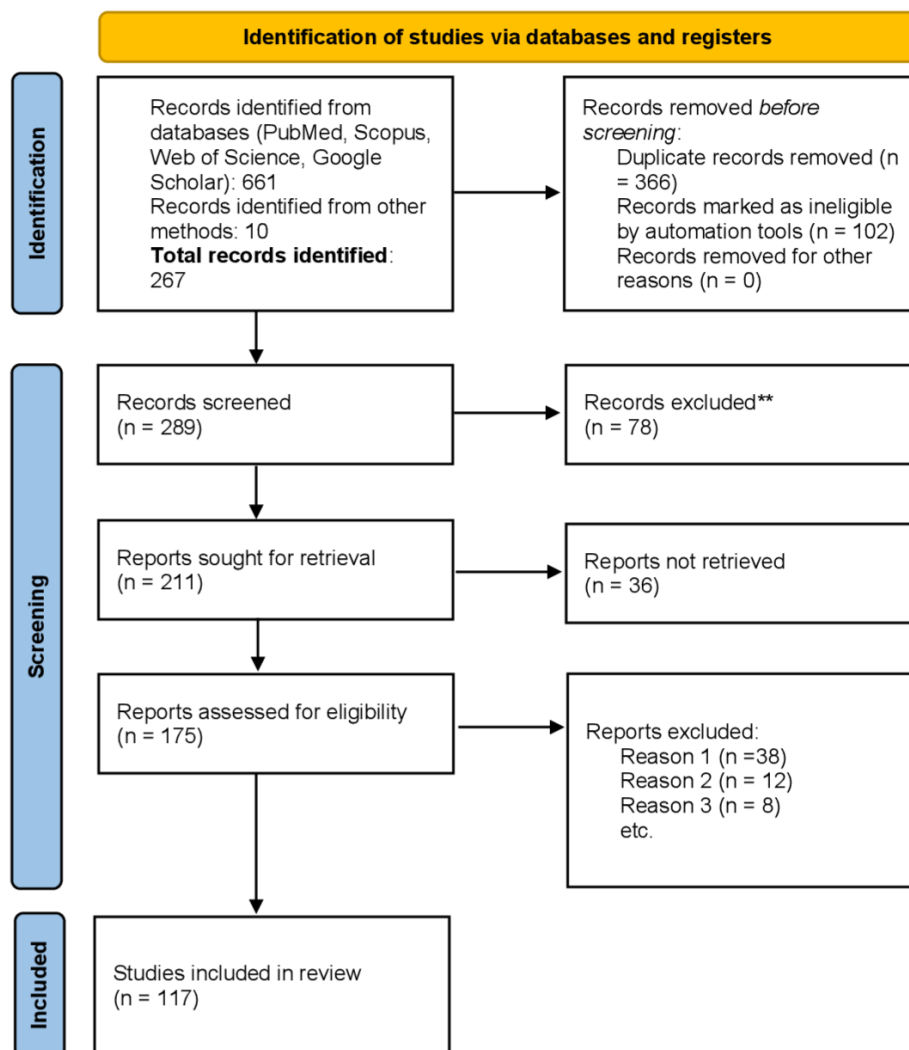 Identification of studies via databases and registers
Identification
Records identified from
databases (PubMed, Scopus,
Web of Science, Google
Scholar): 661
Records identified from other
methods: 10
Total records identified:
267
Records removed before
screening:
Duplicate records removed (n
= 366)
Records marked as ineligible
by automation tools (n = 102)
Records removed for other
reasons (n = 0)
Screening
Records screened
(n = 289)
Records excluded**
(n = 78)
Reports sought for retrieval
(n = 211)
Reports not retrieved
(n = 36)
Reports assessed for eligibility
(n = 175)
Reports excluded:
Reason 1 (n =38)
Reason 2 (n = 12)
Reason 3 (n = 8)
etc.
Included
Studies included in review
(n = 117)